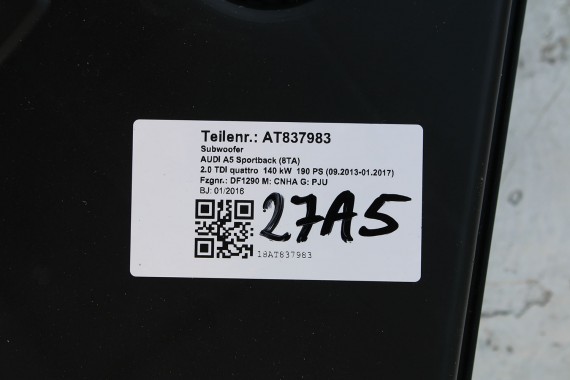 Teilenr.: AT837983
Subwoofer
AUDI A5 Sportback (8TA)
2.0 TDI quattro 140 kW 190 PS (09.2013-01.2017)
Fzgnr.: DF1290 M: CNHA G: PJU
BJ: 01/2016
27A5
18AT837983